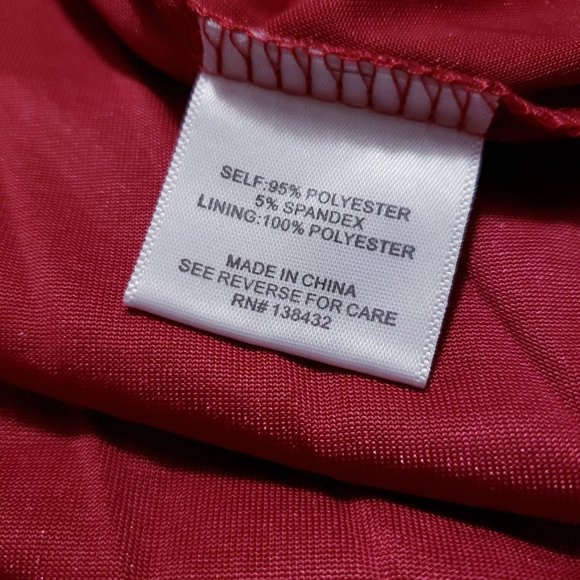 SELF:95% POLYESTER
5% SPANDEX
LINING:100% POLYESTER
MADE IN CHINA
SEE REVERSE FOR CARE
RN# 138432